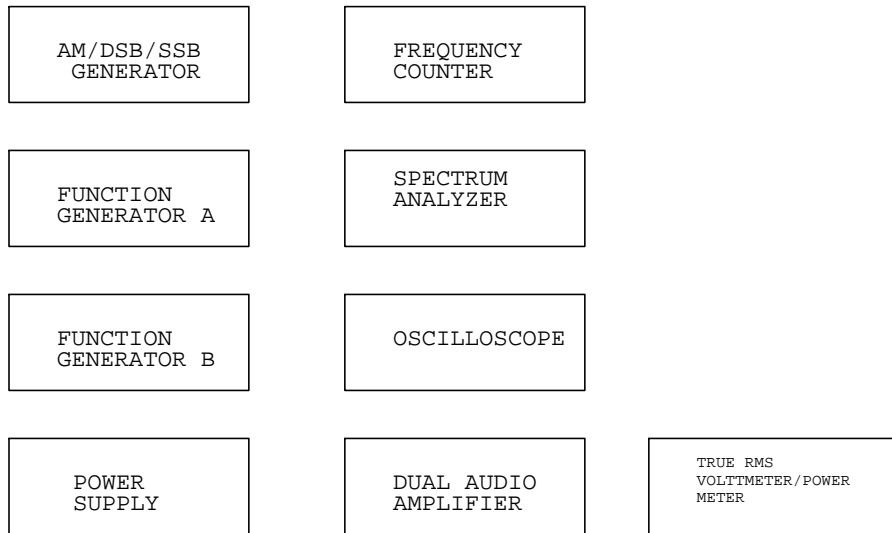 AM/DSB/SSB
GENERATOR
FREQUENCY
COUNTER
FUNCTION
GENERATOR A
SPECTRUM
ANALYZER
FUNCTION
GENERATOR B
OSCILLOSCOPE
POWER
SUPPLY
DUAL AUDIO
AMPLIFIER
TRUE RMS
VOLTTMETER/POWER
METER